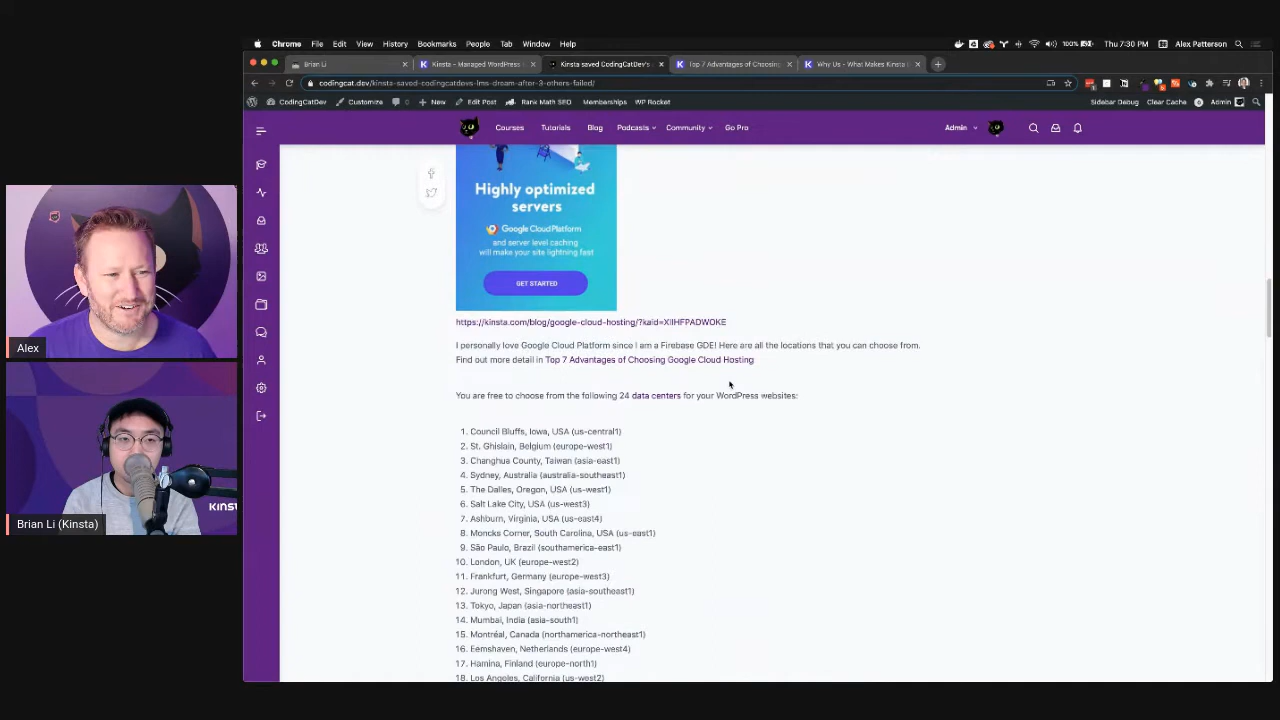 Chrome File Edit View History Bookmarks People Tab Window Help
100% Thu 7:30 PM Alex Patterson
Brian Li
Kinsta - Managed WordPress
Kinsta saved CodingCatDev's
Top 7 Advantages of Choosing
Why Us - What Makes Kinsta
codingcat.dev/kinsta-saved-codingcatdevs-lms-dream-after-3-others-failed/
CodingCatDev Customize 0 New Edit Post Rank Math SEO Memberships WP Rocket
Sidebar Debug Clear Cache Admin
Courses Tutorials Blog Podcasts Community Go Pro
Admin
Highly optimized
servers
Google Cloud Platform
and server level caching
will make your site lightning fast
GET STARTED
https://kinsta.com/blog/google-cloud-hosting/?kaid=XIIHFPADWOKE
I personally love Google Cloud Platform since I am a Firebase GDE! Here are all the locations that you can choose from.
Find out more detail in Top 7 Advantages of Choosing Google Cloud Hosting
You are free to choose from the following 24 data centers for your WordPress websites:
1. Council Bluffs, Iowa, USA (us-central1)
2. St. Ghislain, Belgium (europe-west1)
3. Changhua County, Taiwan (asia-east1)
4. Sydney, Australia (australia-southeast1)
5. The Dalles, Oregon, USA (us-west1)
6. Salt Lake City, USA (us-west3)
7. Ashburn, Virginia, USA (us-east4)
8. Moncks Corner, South Carolina, USA (us-east1)
9. São Paulo, Brazil (southamerica-east1)
10. London, UK (europe-west2)
11. Frankfurt, Germany (europe-west3)
12. Jurong West, Singapore (asia-southeast1)
13. Tokyo, Japan (asia-northeast1)
14. Mumbai, India (asia-south1)
15. Montréal, Canada (northamerica-northeast1)
16. Eemshaven, Netherlands (europe-west4)
17. Hamina, Finland (europe-north1)
18. Los Angeles, California (us-west2)
Alex
KINSTA
Brian Li (Kinsta)